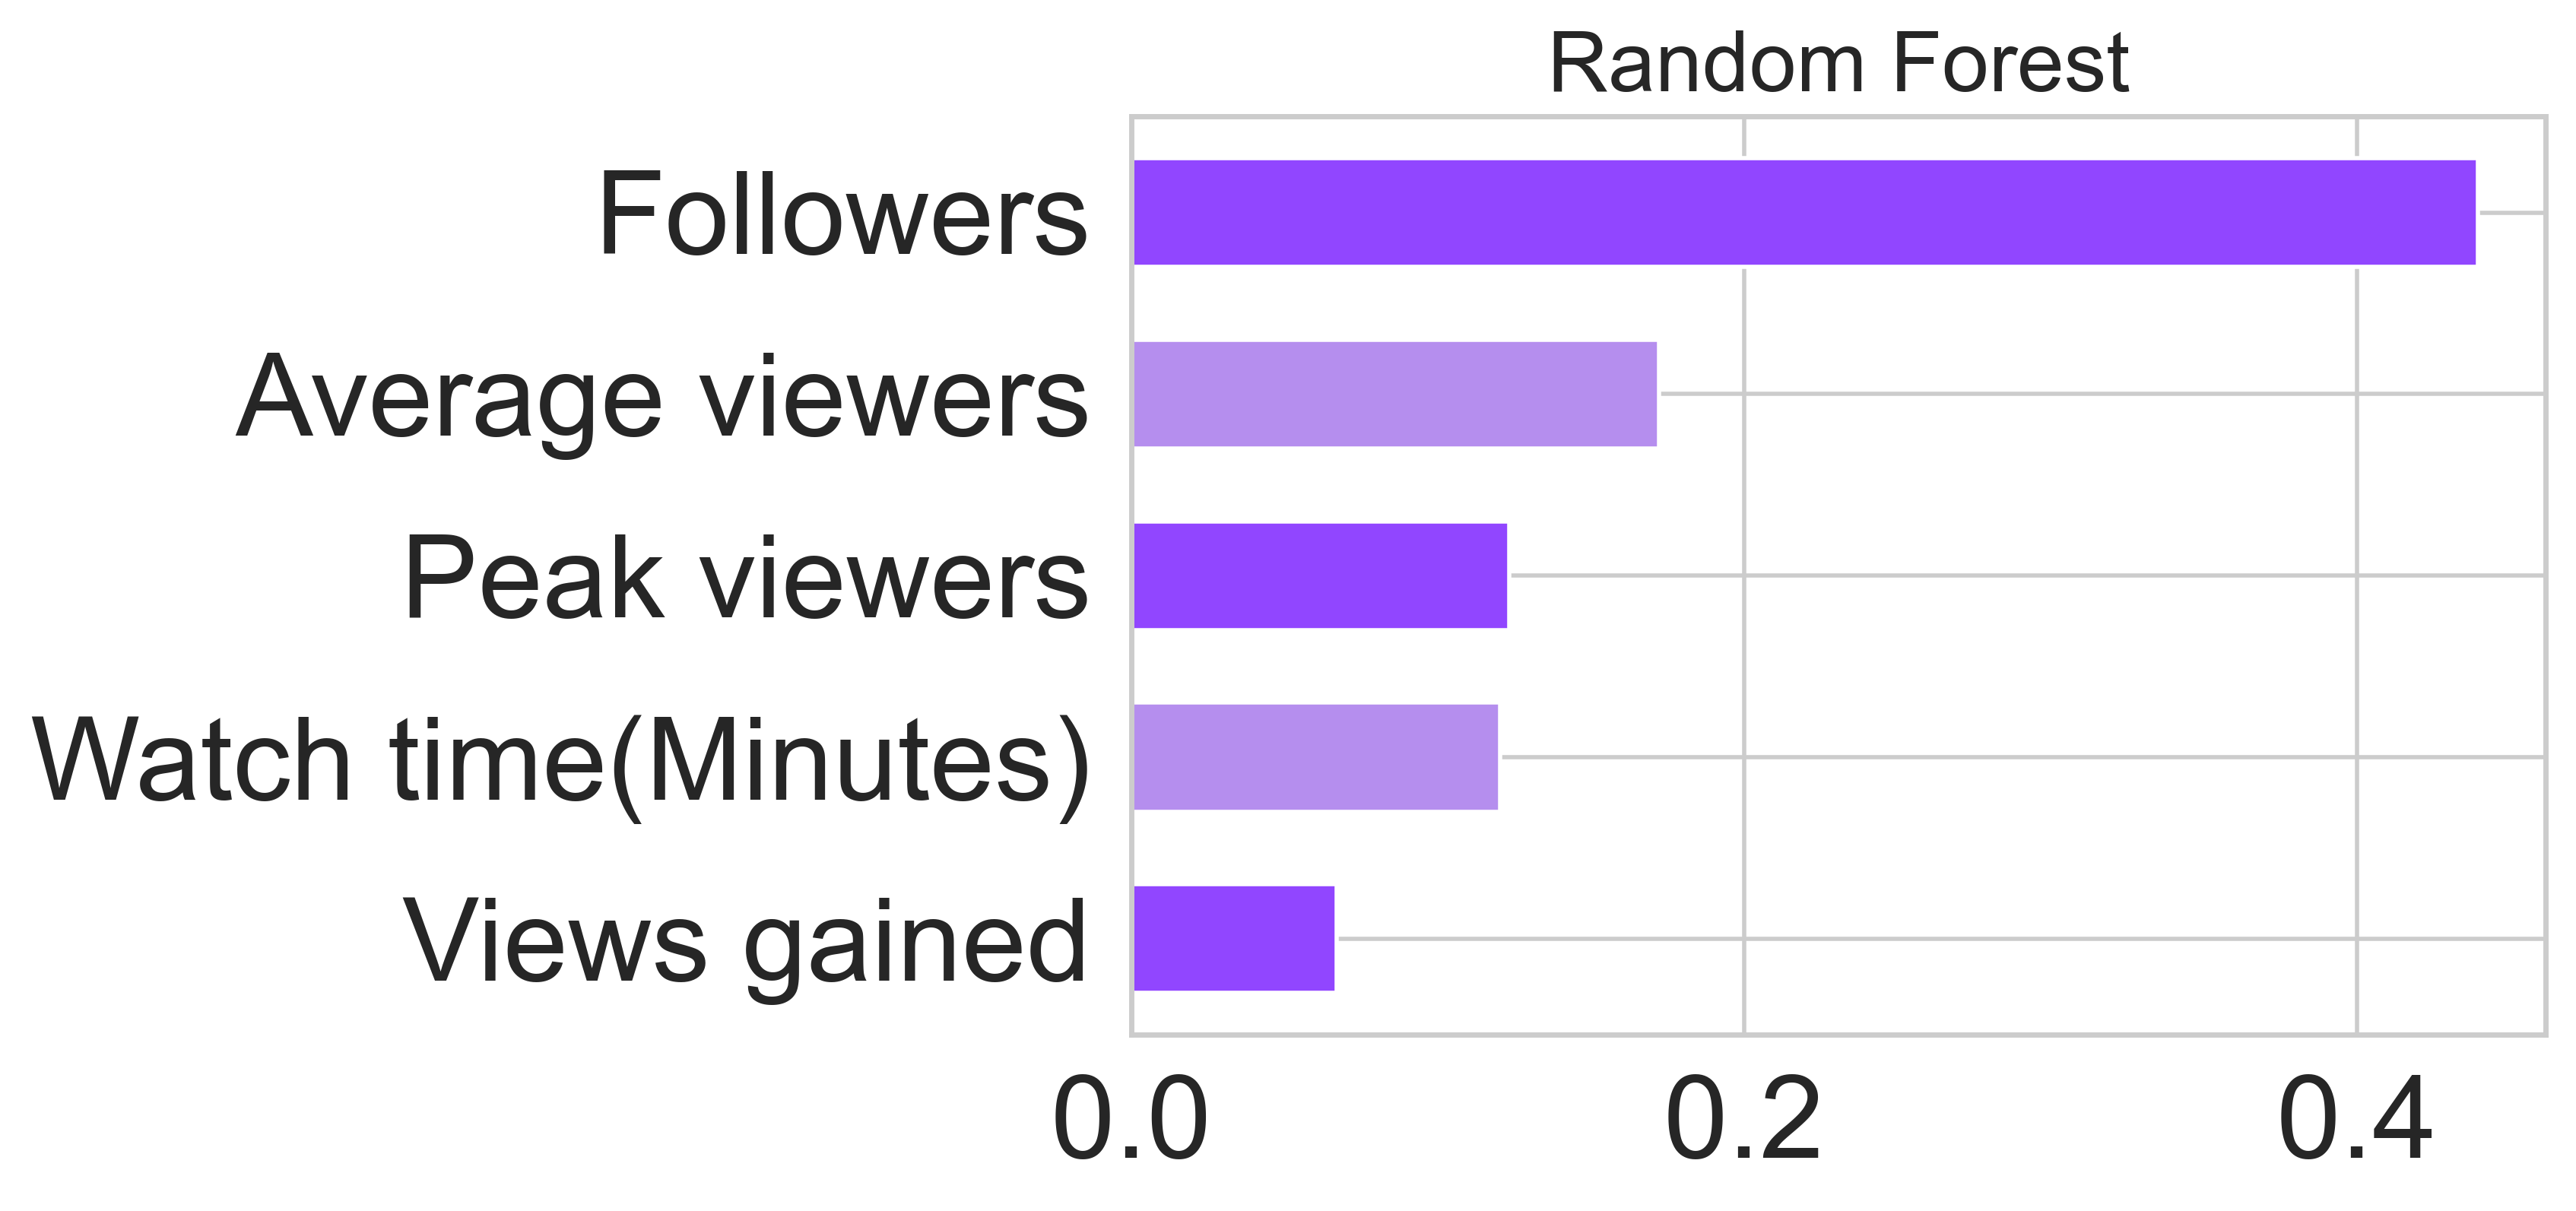 Random Forest
Followers
Average viewers
Peak viewers
Watch time(Minutes)
Views gained
0.0 0.2 0.4